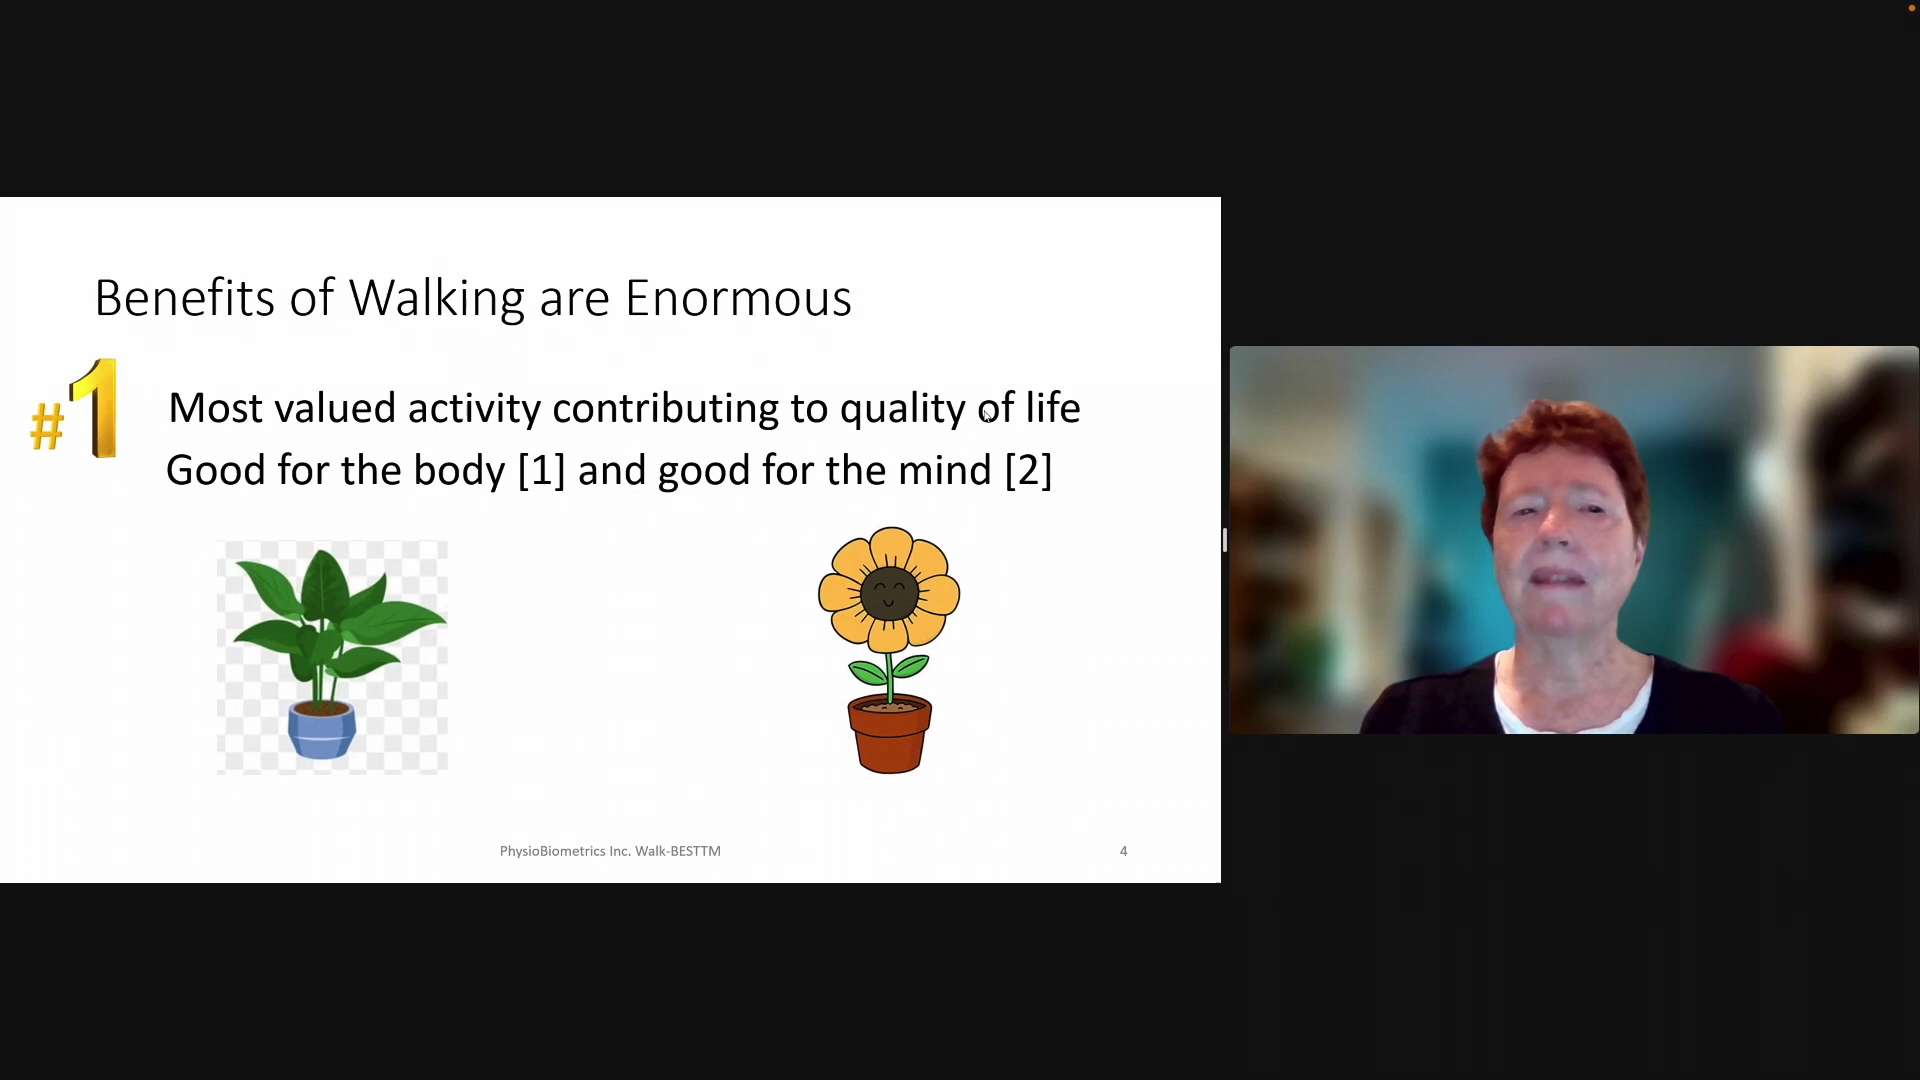 Benefits of Walking are Enormous
#1
Most valued activity contributing to quality of life
Good for the body [1] and good for the mind [2]
PhysioBiometrics Inc. Walk-BESTTM
4